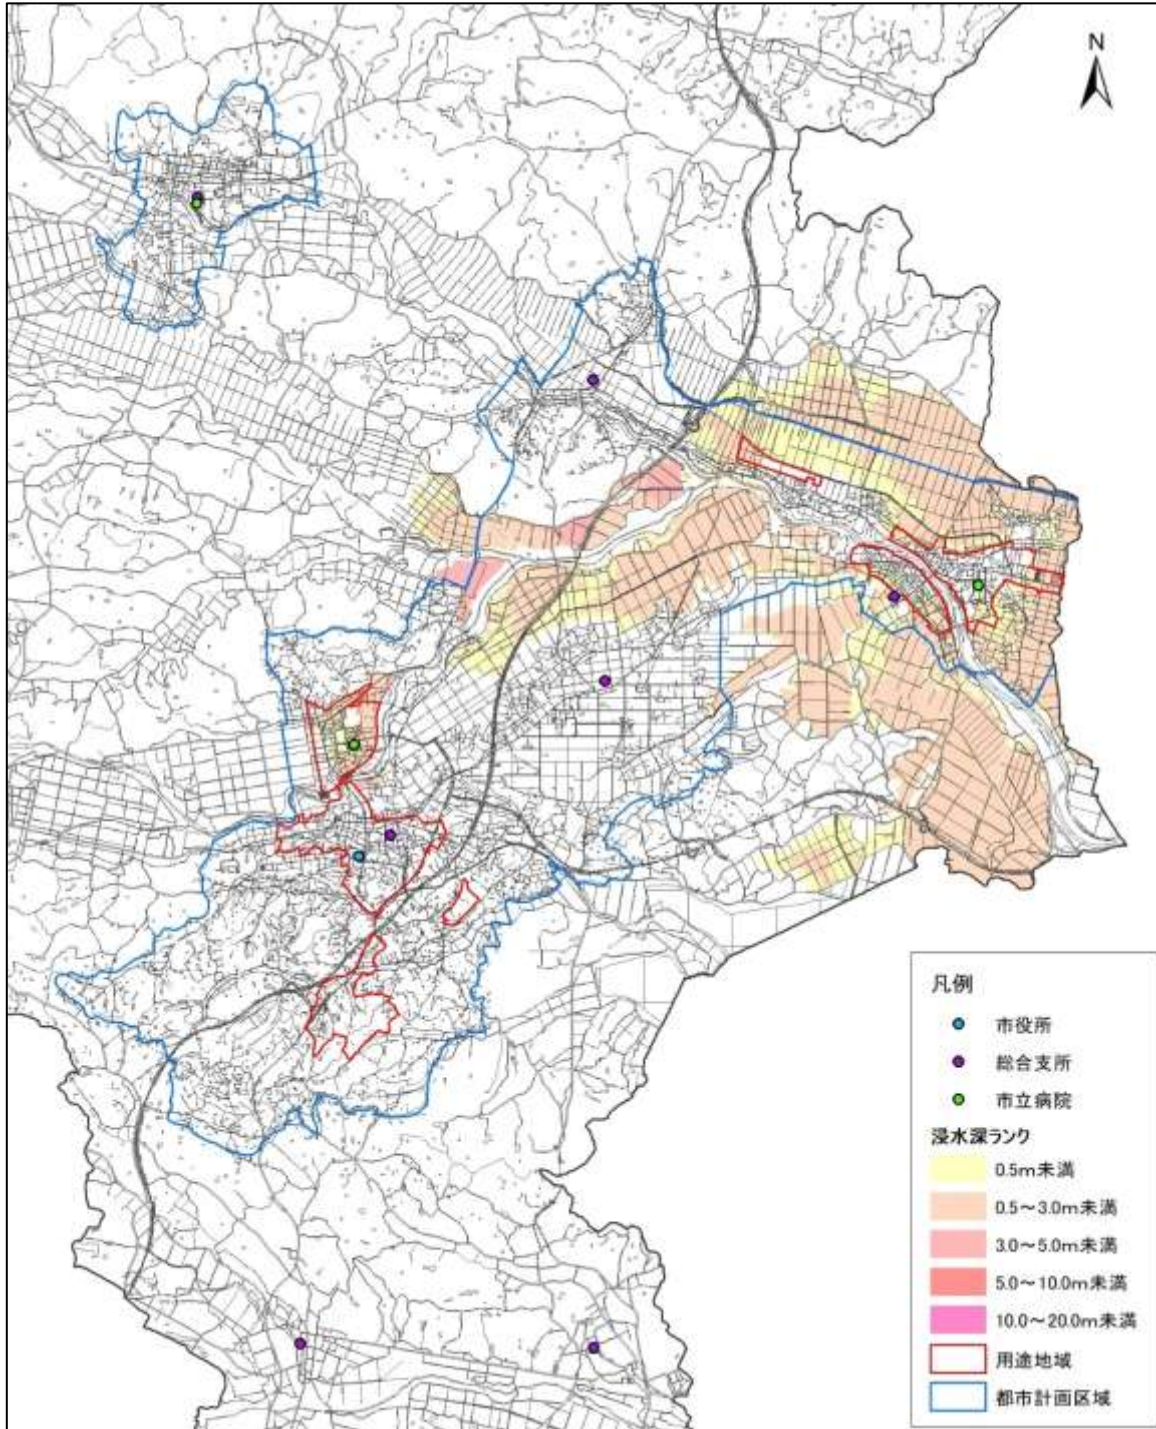 N
凡例
市役所
総合支所
市立病院
浸水深ランク
0.5m未満
0.5～3.0m未満
3.0～5.0m未満
5.0～10.0m未満
10.0～20.0m未満
用途地域
都市計画区域